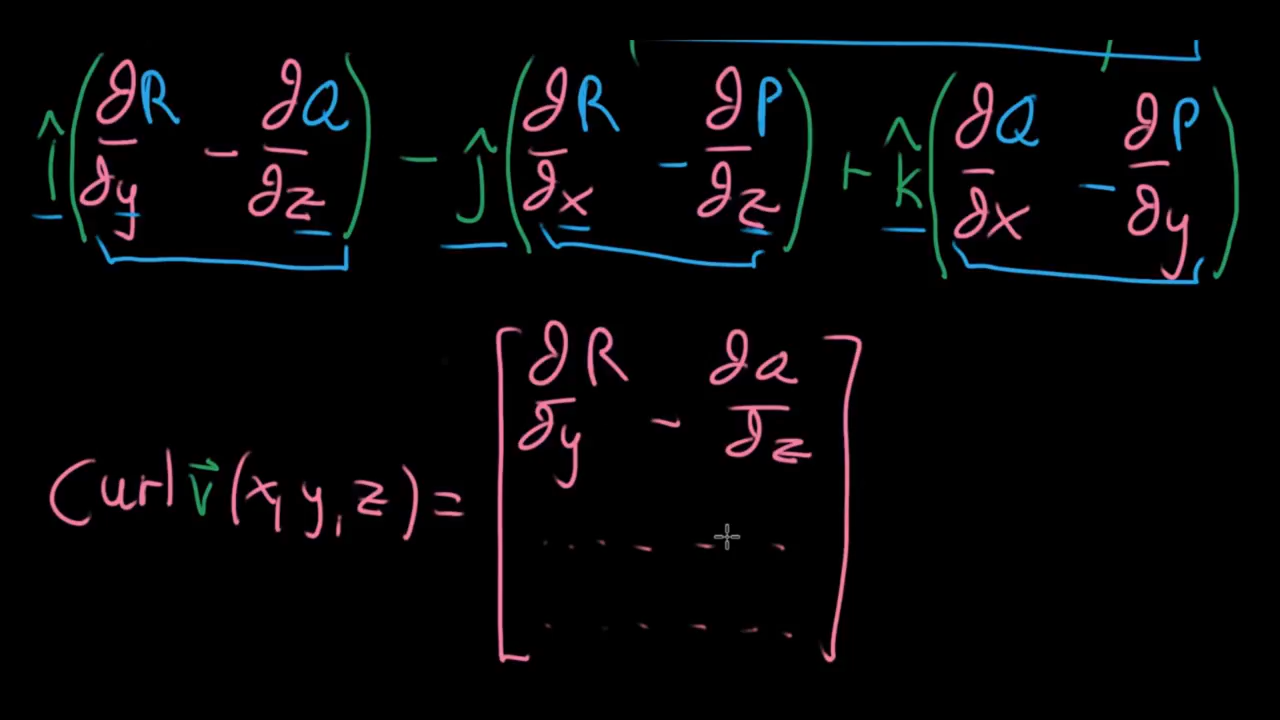 î(∂R/∂y - ∂Q/∂z) - ĵ(∂R/∂x - ∂P/∂z) + k̂(∂Q/∂x - ∂P/∂y)
Curl v⃗(x,y,z) = [∂R/∂y - ∂Q/∂z
. . . - - .
. . . - - .]